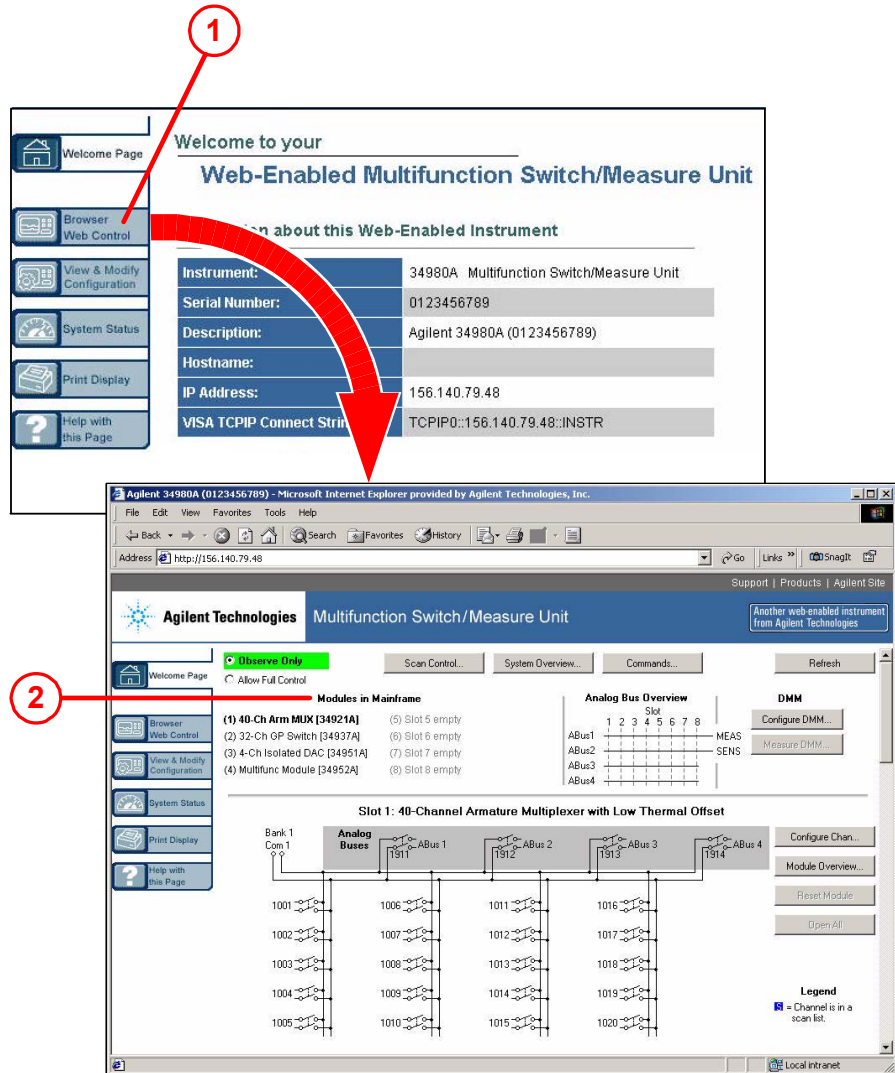 1
Welcome Page
Browser
Web Control
View & Modify
Configuration
System Status
Print Display
Help with
this Page
Welcome to your
Web-Enabled Multifunction Switch/Measure Unit
about this Web-Enabled Instrument
Instrument: 34980A Multifunction Switch/Measure Unit
Serial Number: 0123456789
Description: Agilent 34980A (0123456789)
Hostname:
IP Address: 156.140.79.48
VISA TCPIP Connect TCPIP0::156.140.79.48::INSTR
Agilent 34980A (0123456789) - Microsoft Internet Explorer provided by Agilent Technologies, Inc.
File Edit View Favorites Tools Help
Back Search Favorites History
Address http://156.140.79.48 Go Links » SnagIt
Support | Products | Agilent Site
Agilent Technologies Multifunction Switch/Measure Unit
Another web-enabled instrument
from Agilent Technologies
2
Welcome Page
Browser
Web Control
View & Modify
Configuration
System Status
Print Display
Help with
this Page
Observe Only Scan Control... System Overview... Commands... Refresh
Allow Full Control
Modules in Mainframe
(1) 40-Ch Arm MUX [34921A] (5) Slot 5 empty
(2) 32-Ch GP Switch [34937A] (6) Slot 6 empty
(3) 4-Ch Isolated DAC [34951A] (7) Slot 7 empty
(4) Multifunc Module [34952A] (8) Slot 8 empty
Analog Bus Overview
Slot
1 2 3 4 5 6 7 8
ABus1 MEAS
ABus2 SENS
ABus3
ABus4
DMM
Configure DMM...
Measure DMM...
Slot 1: 40-Channel Armature Multiplexer with Low Thermal Offset
Bank 1
Com 1
Analog
Buses
ABus 1 ABus 2 ABus 3 ABus 4
1911 1912 1913 1914
1001 1006 1011 1016
1002 1007 1012 1017
1003 1008 1013 1018
1004 1009 1014 1019
1005 1010 1015 1020
Configure Chan...
Module Overview...
Reset Module
Open All
Legend
S = Channel is in a
scan list.
Local intranet